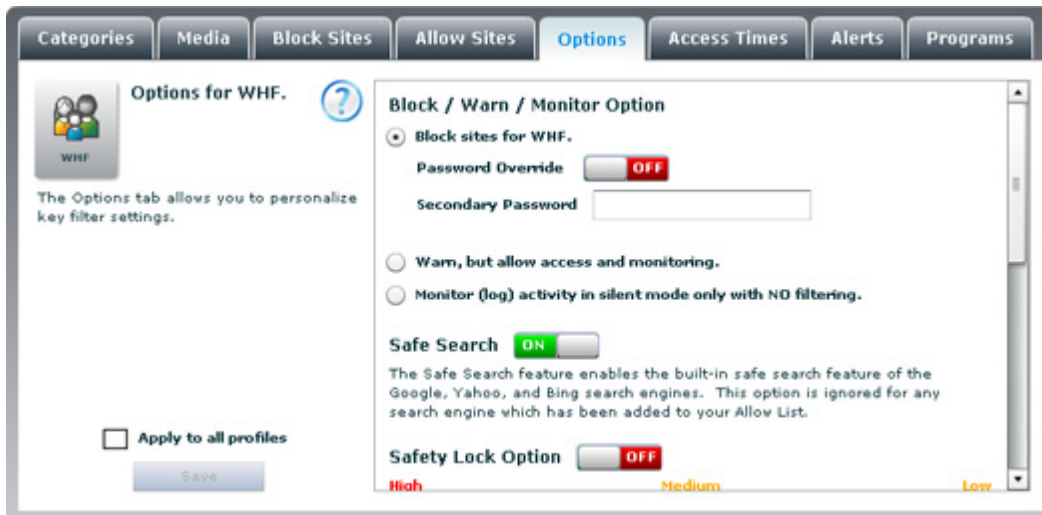 Categories
Media
Block Sites
Allow Sites
Options
Access Times
Alerts
Programs
WHF
Options for WHF.
?
The Options tab allows you to personalize
key filter settings.
Apply to all profiles
Save
Block / Warn / Monitor Option
Block sites for WHF.
Password Override OFF
Secondary Password
Warn, but allow access and monitoring.
Monitor (log) activity in silent mode only with NO filtering.
Safe Search ON
The Safe Search feature enables the built-in safe search feature of the
Google, Yahoo, and Bing search engines. This option is ignored for any
search engine which has been added to your Allow List.
Safety Lock Option OFF
High Medium Low